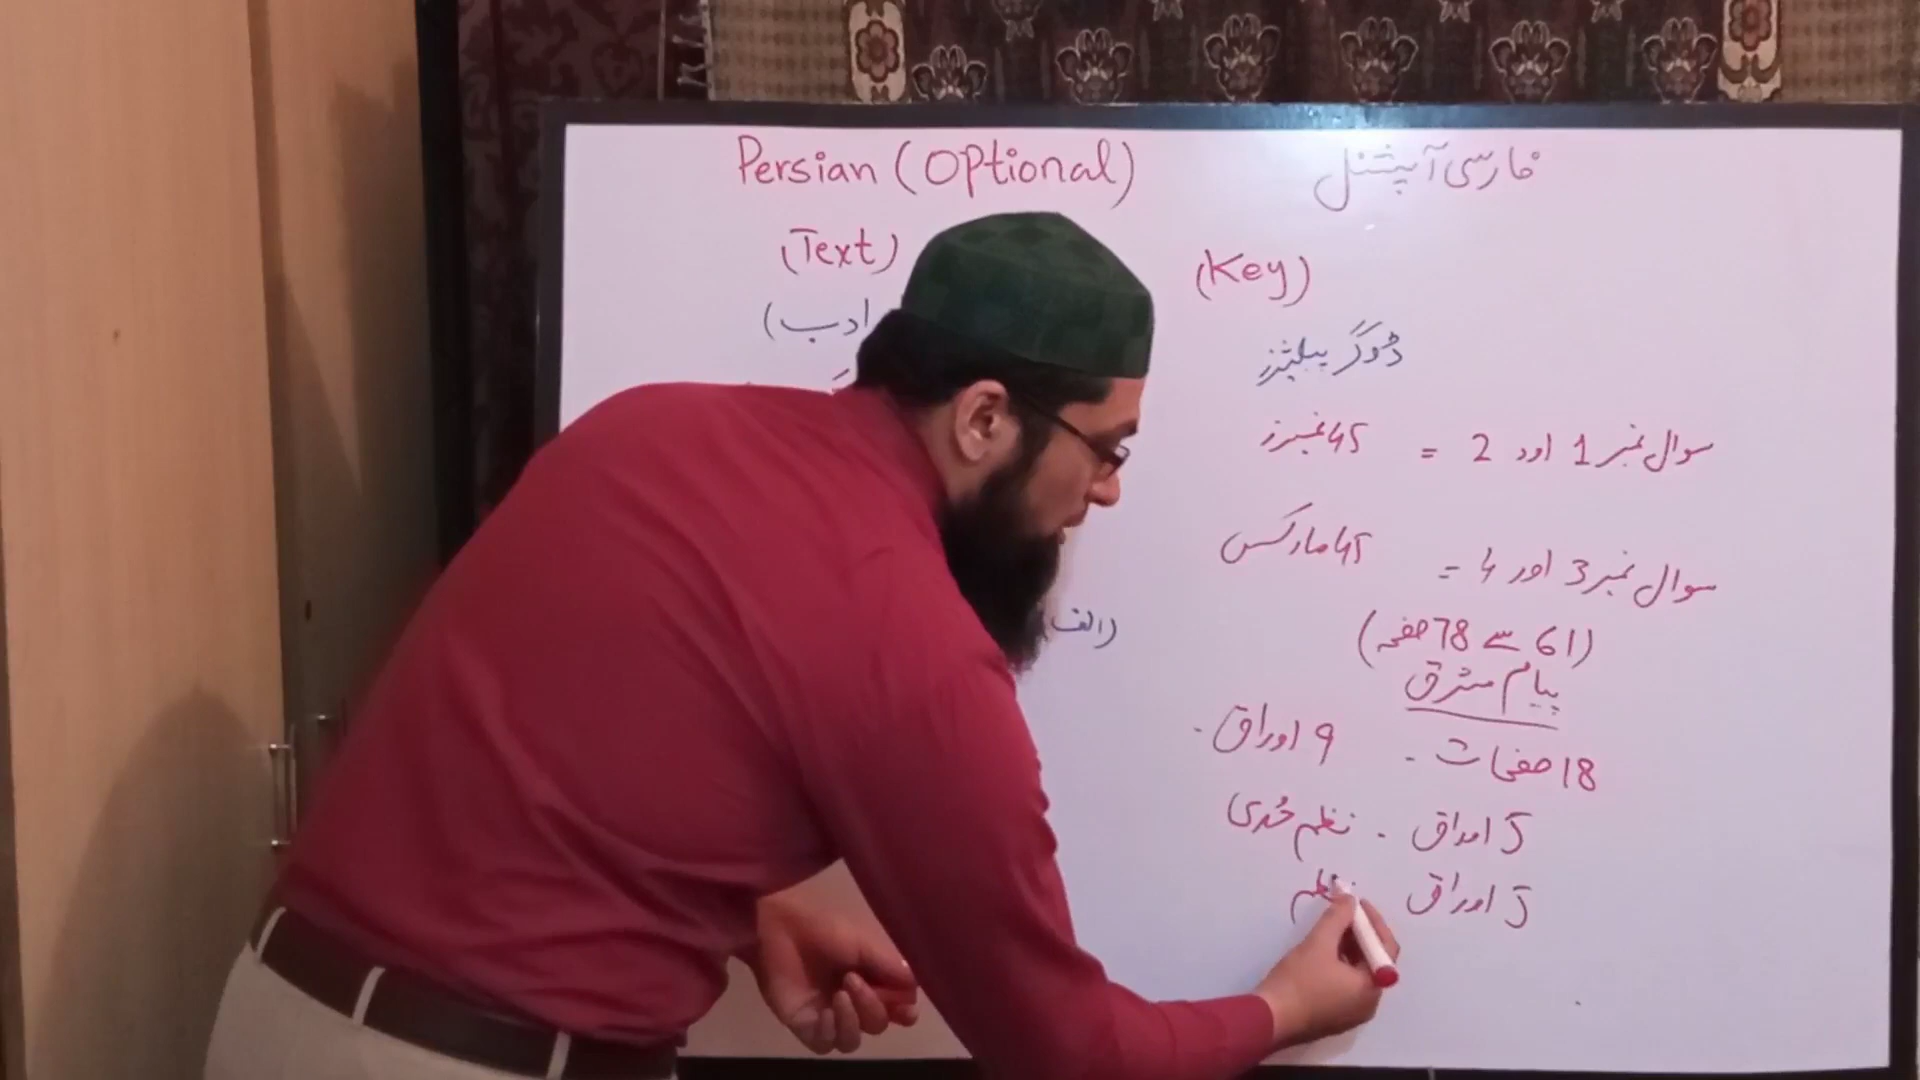 Persian (Optional)
فارسی آپشنل
(Text)
(Key)
ادب)
ڈوگر پبلیشرز
سوال نمبر 1 اور 2 = 45 نمبرز
سوال نمبر 3 اور 4 = 45 مارکس
(الف
(61 سے 78 صفحہ)
پیام مشرق
18 صفحات - 9 اوراق -
5 اوراق - نظم حُدی
5 اوراق نظم